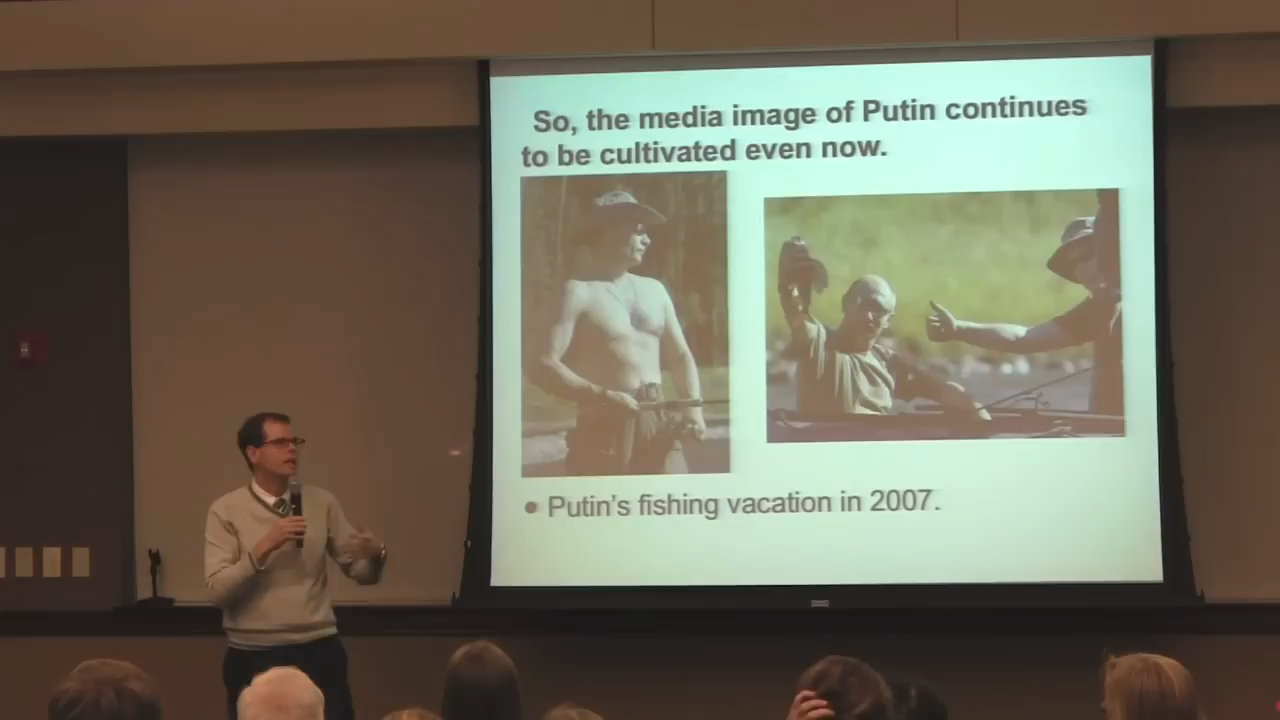 So, the media image of Putin continues
to be cultivated even now.
• Putin's fishing vacation in 2007.